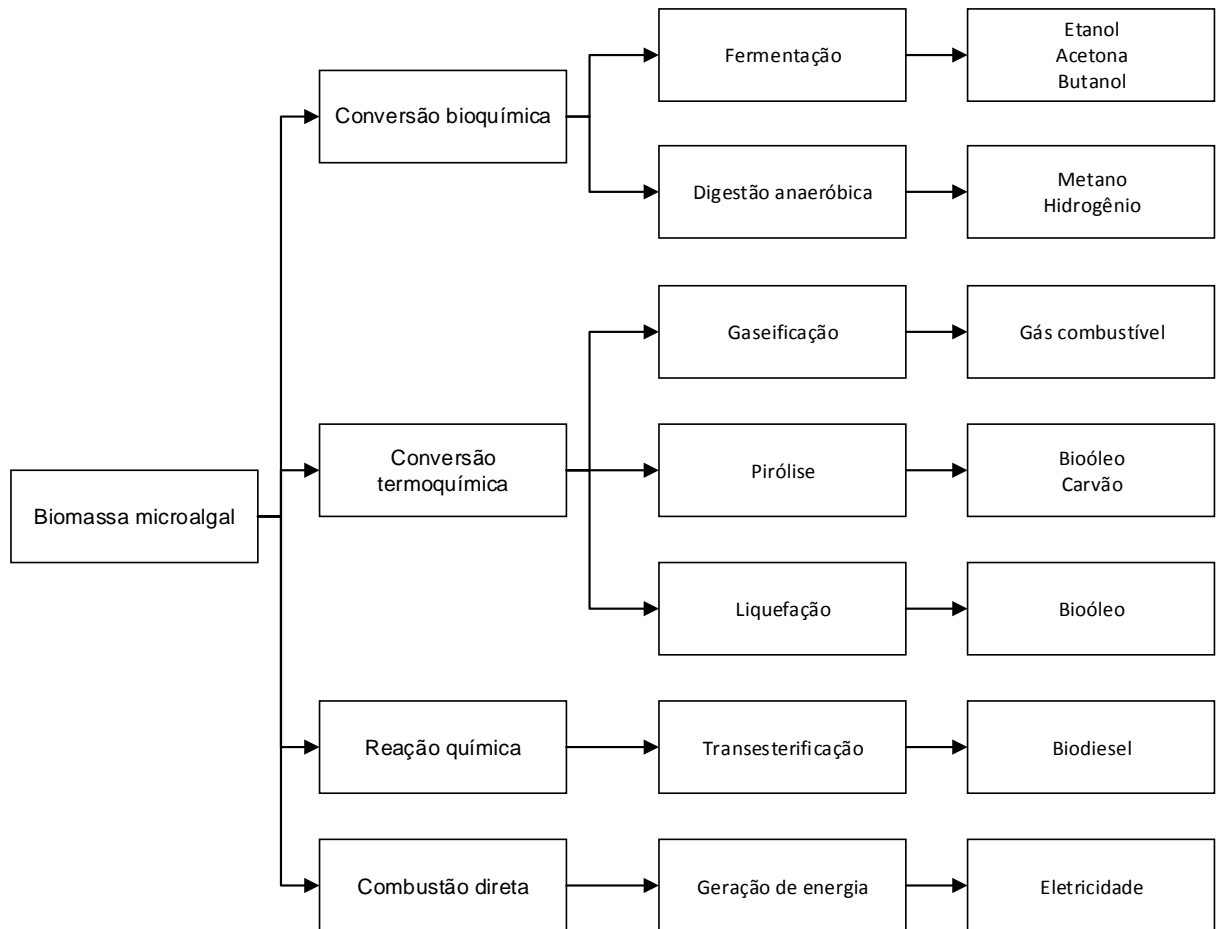 Biomassa microalgal
Conversão bioquímica
Fermentação
Etanol
Acetona
Butanol
Digestão anaeróbica
Metano
Hidrogênio
Conversão
termoquímica
Gaseificação
Gás combustível
Pirólise
Bioóleo
Carvão
Liquefação
Bioóleo
Reação química
Transesterificação
Biodiesel
Combustão direta
Geração de energia
Eletricidade